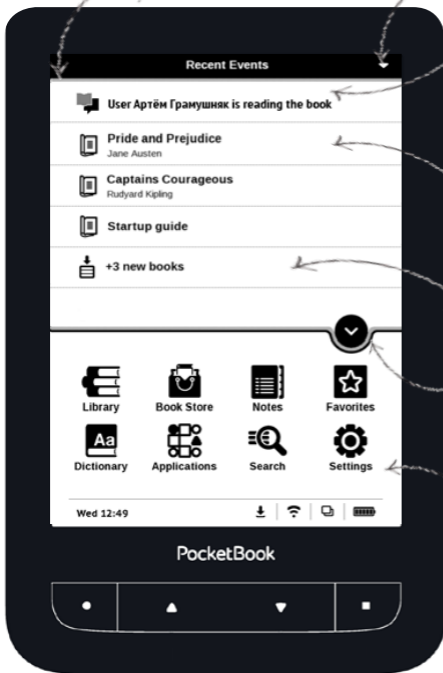 Recent Events
User Артём Грамушняк is reading the book
Pride and Prejudice
Jane Austen
Captains Courageous
Rudyard Kipling
Startup guide
+3 new books
Library Book Store Notes Favorites
Aa
Dictionary Applications Search Settings
Wed 12:49
PocketBook